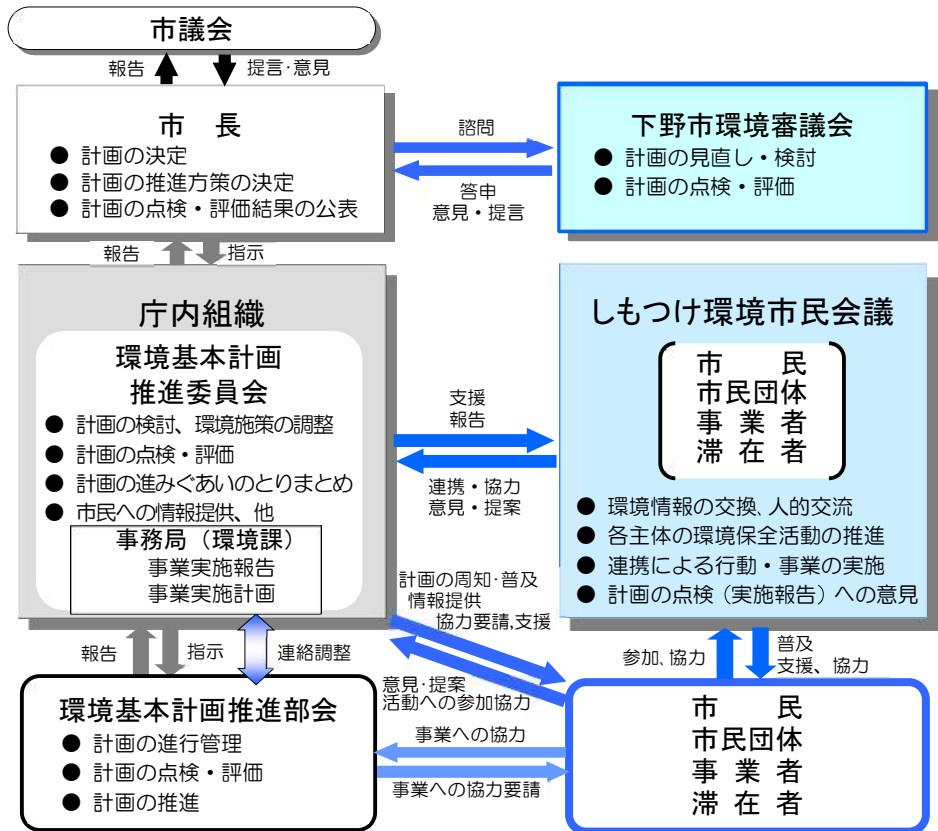 市議会
報告
提言･意見
市　長
● 計画の決定
● 計画の推進方策の決定
● 計画の点検・評価結果の公表
諮問
答申
意見・提言
下野市環境審議会
● 計画の見直し・検討
● 計画の点検・評価
報告
指示
庁内組織
環境基本計画
推進委員会
● 計画の検討、環境施策の調整
● 計画の点検・評価
● 計画の進みぐあいのとりまとめ
● 市民への情報提供、他
事務局（環境課）
事業実施報告
事業実施計画
支援
報告
連携・協力
意見・提案
しもつけ環境市民会議
市　　民
市民団体
事 業 者
滞 在 者
● 環境情報の交換、人的交流
● 各主体の環境保全活動の推進
● 連携による行動・事業の実施
● 計画の点検（実施報告）への意見
計画の周知･普及
情報提供
協力要請,支援
意見･提案
活動への参加協力
報告
指示
連絡調整
参加、協力
普及
支援、協力
環境基本計画推進部会
● 計画の進行管理
● 計画の点検・評価
● 計画の推進
事業への協力
事業への協力要請
市　　民
市民団体
事 業 者
滞 在 者